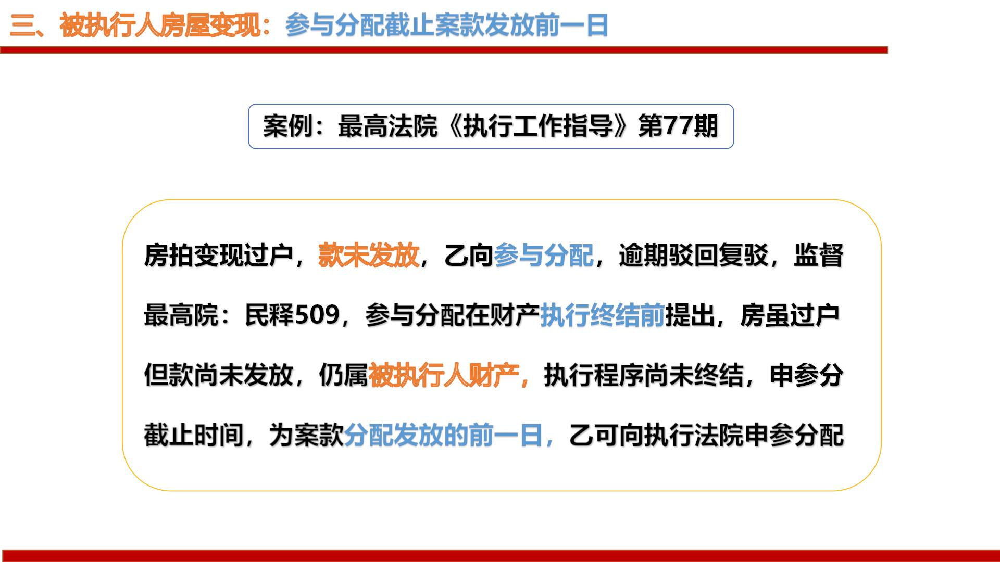 三、被执行人房屋变现：参与分配截止案款发放前一日
案例：最高法院《执行工作指导》第77期
房拍变现过户，款未发放，乙向参与分配，逾期驳回复驳，监督
最高院：民释509，参与分配在财产执行终结前提出，房虽过户
但款尚未发放，仍属被执行人财产，执行程序尚未终结，申参分
截止时间，为案款分配发放的前一日，乙可向执行法院申参分配